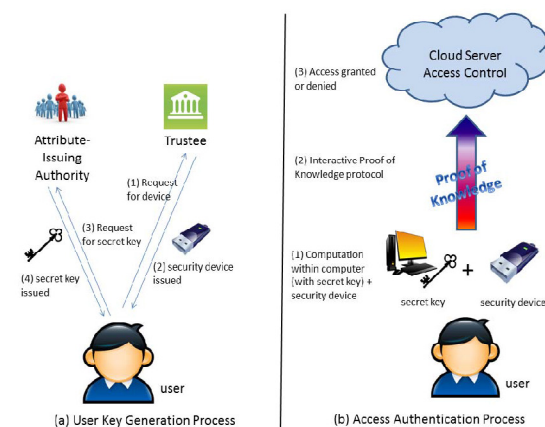 Attribute-
Issuing
Authority
Trustee
(1) Request
for device
(3) Request
for secret key
(4) secret key
issued
(2) security device
issued
user
(a) User Key Generation Process
Cloud Server
Access Control
(3) Access granted
or denied
(2) Interactive Proof of
Knowledge protocol
Proof of
Knowledge
(1) Computation
within computer
(with secret key) +
security device
+
secret key
security device
user
(b) Access Authentication Process